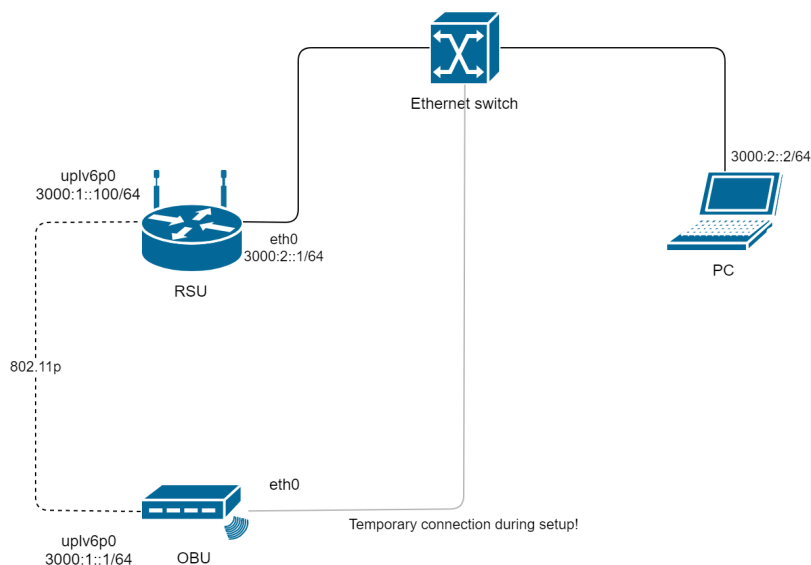 Ethernet switch
3000:2::2/64
uplv6p0
3000:1::100/64
eth0
3000:2::1/64
PC
RSU
802.11p
eth0
Temporary connection during setup!
uplv6p0
3000:1::1/64
OBU